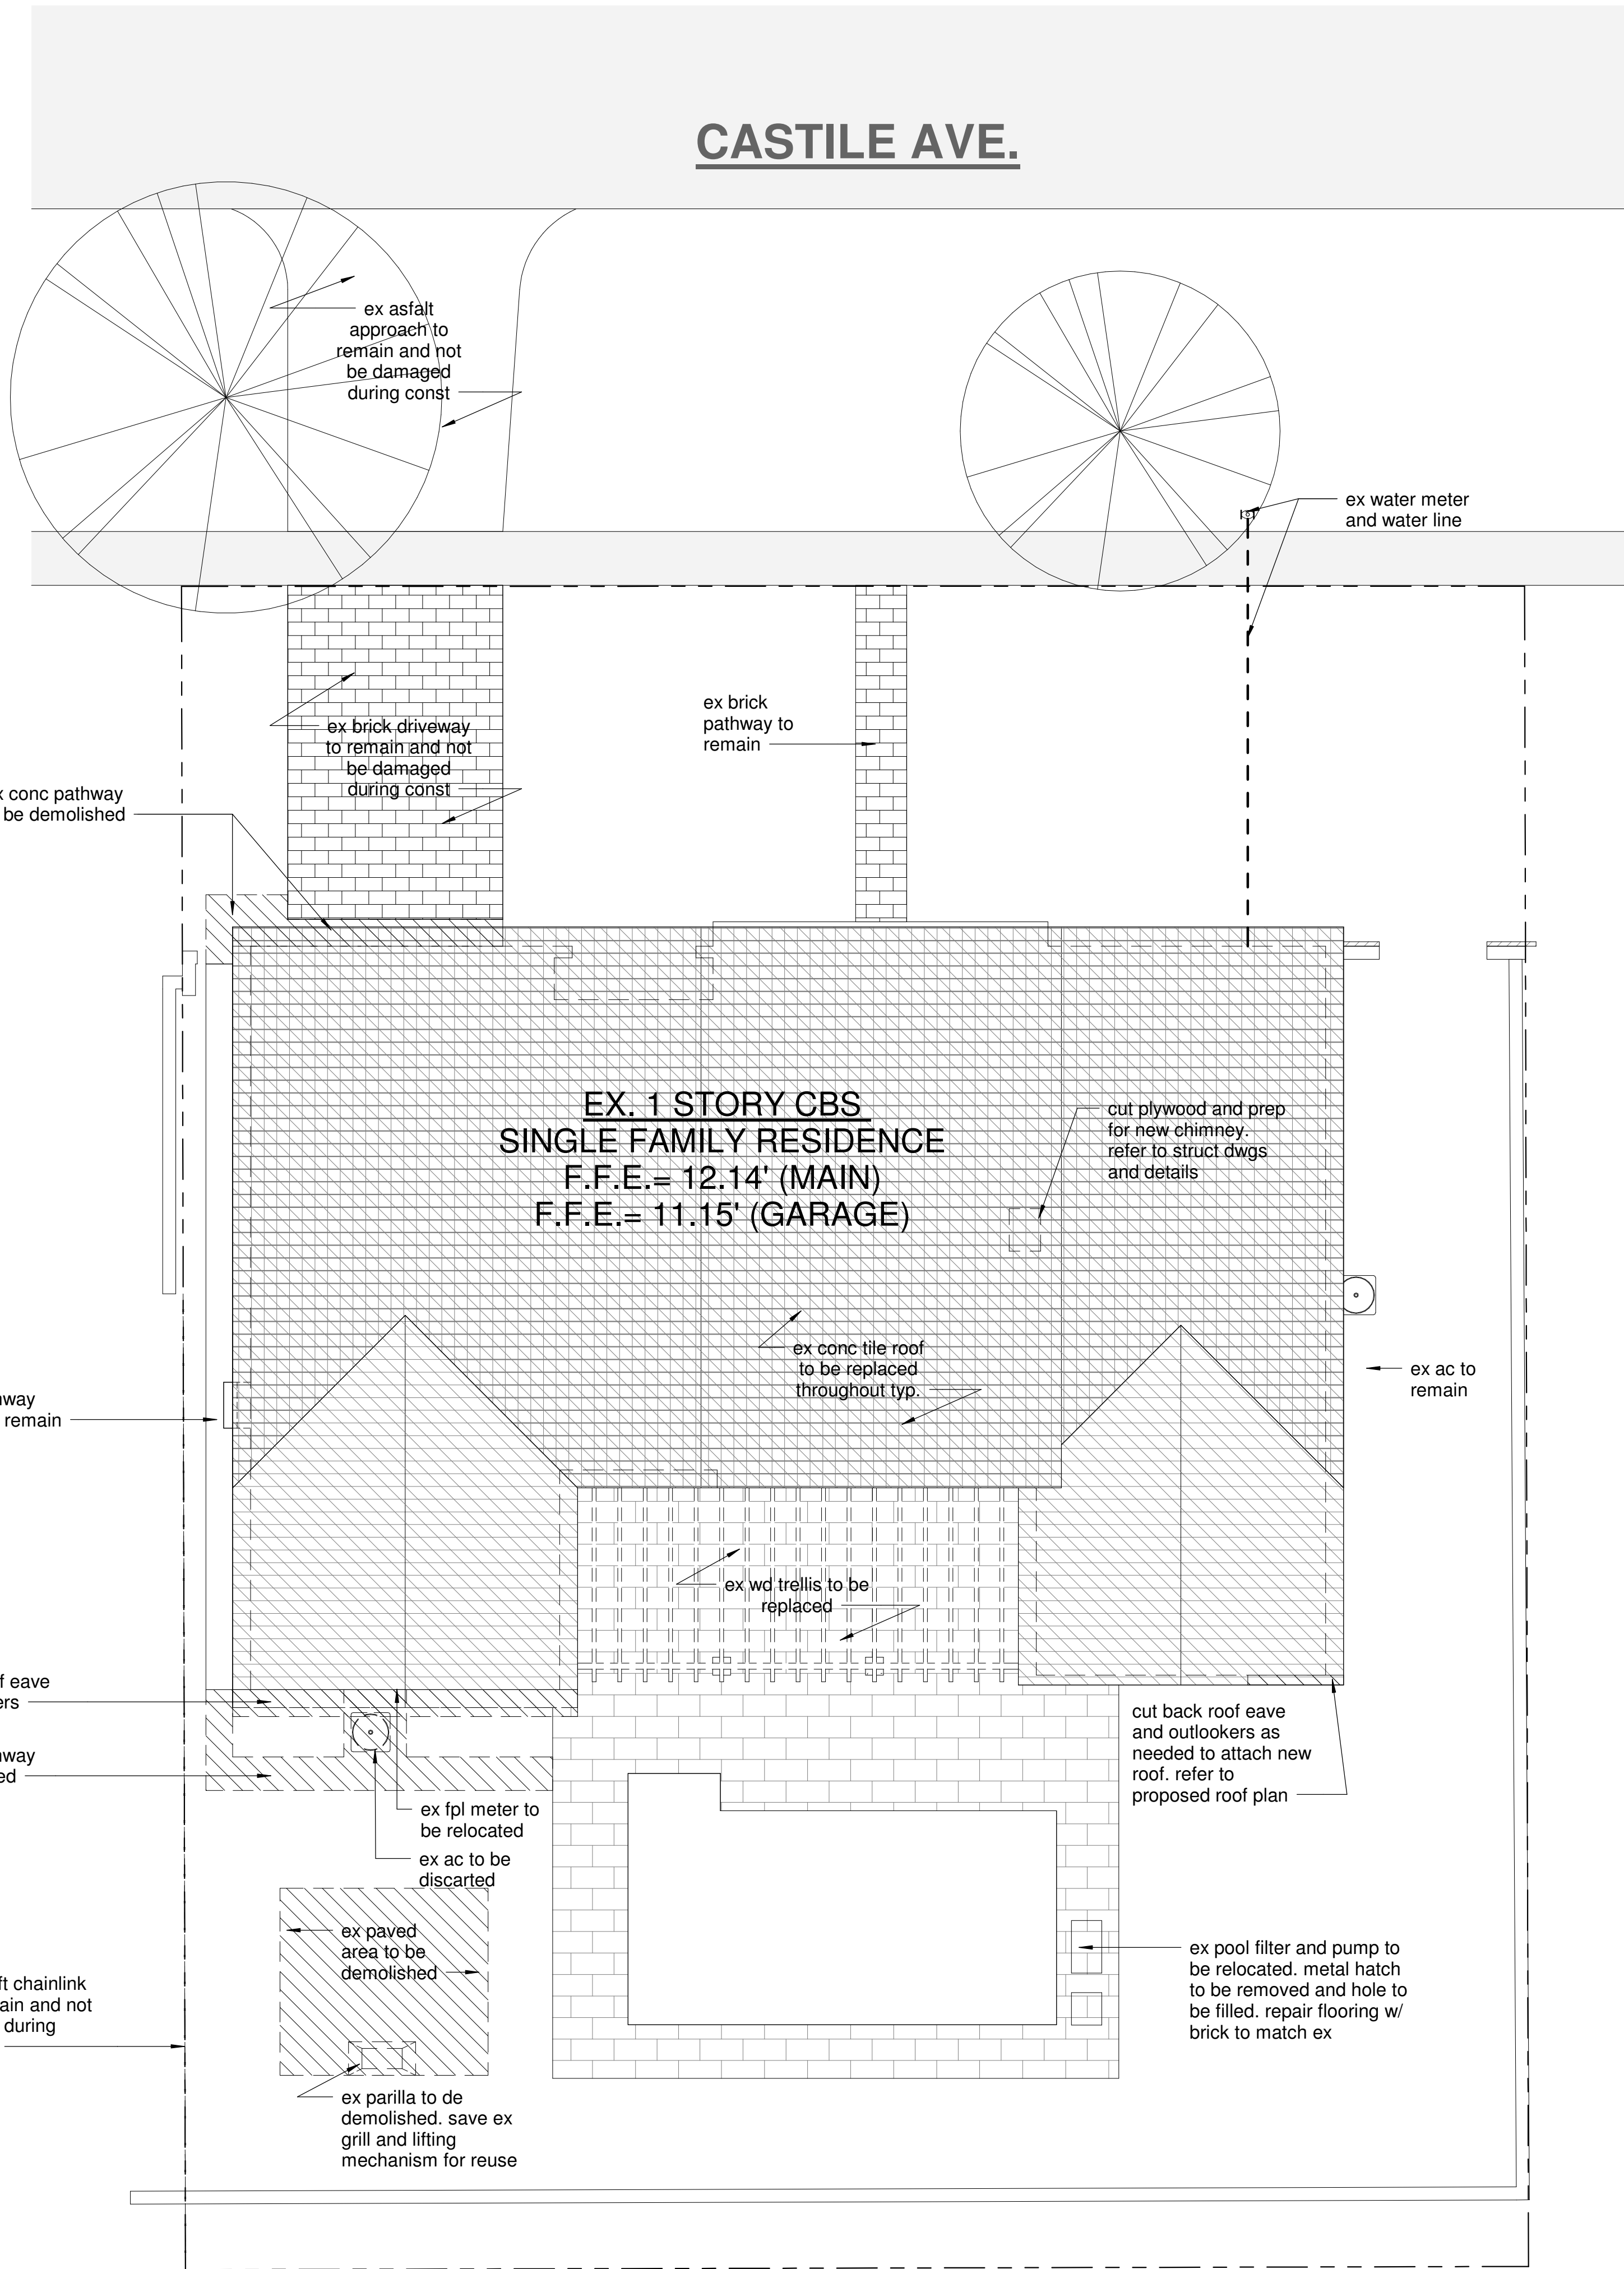 CASTILE AVE.
ex asfalt
approach to
remain and not
be damaged
during const
ex water meter
and water line
ex brick driveway
to remain and not
be damaged
during const
ex brick
pathway to
remain
conc pathway
be demolished
EX. 1 STORY CBS
SINGLE FAMILY RESIDENCE
F.F.E.= 12.14' (MAIN)
F.F.E.= 11.15' (GARAGE)
cut plywood and prep
for new chimney.
refer to struct dwgs
and details
ex conc tile roof
to be replaced
throughout typ.
ex ac to
remain
remain
ex wd trellis to be
replaced
eave
cut back roof eave
and outlookers as
needed to attach new
roof. refer to
proposed roof plan
ex fpl meter to
be relocated
ex ac to be
discarted
ex paved
area to be
demolished
ex pool filter and pump to
be relocated. metal hatch
to be removed and hole to
be filled. repair flooring w/
brick to match ex
ft chainlink
and not
during
ex parilla to de
demolished. save ex
grill and lifting
mechanism for reuse